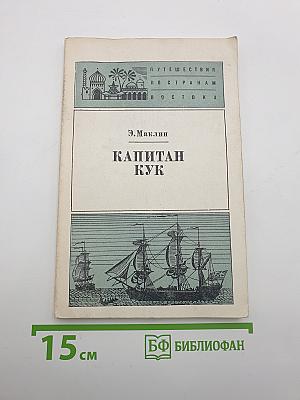 ПУТЕШЕСТВИЯ
ПО СТРАНАМ
ВОСТОКА
Э. Маклин
КАПИТАН
КУК
15 см
БФ БИБЛИОФАН